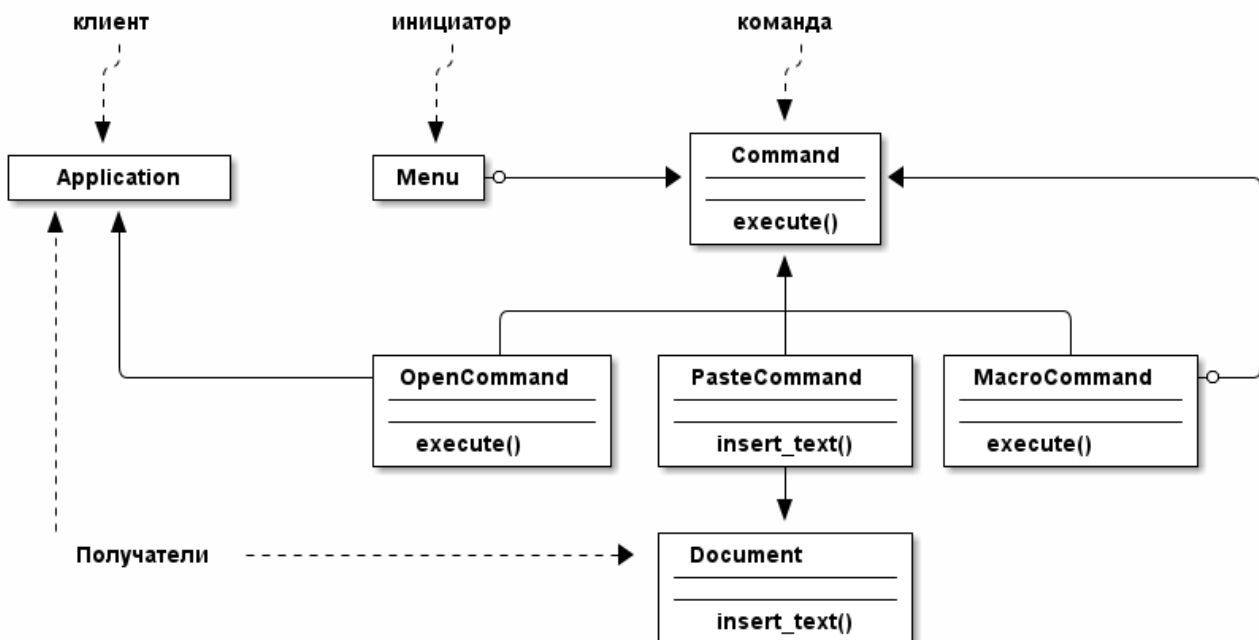 клиент
инициатор
команда
Application
Menu
Command
execute()
OpenCommand
execute()
PasteCommand
insert_text()
MacroCommand
execute()
Получатели
Document
insert_text()